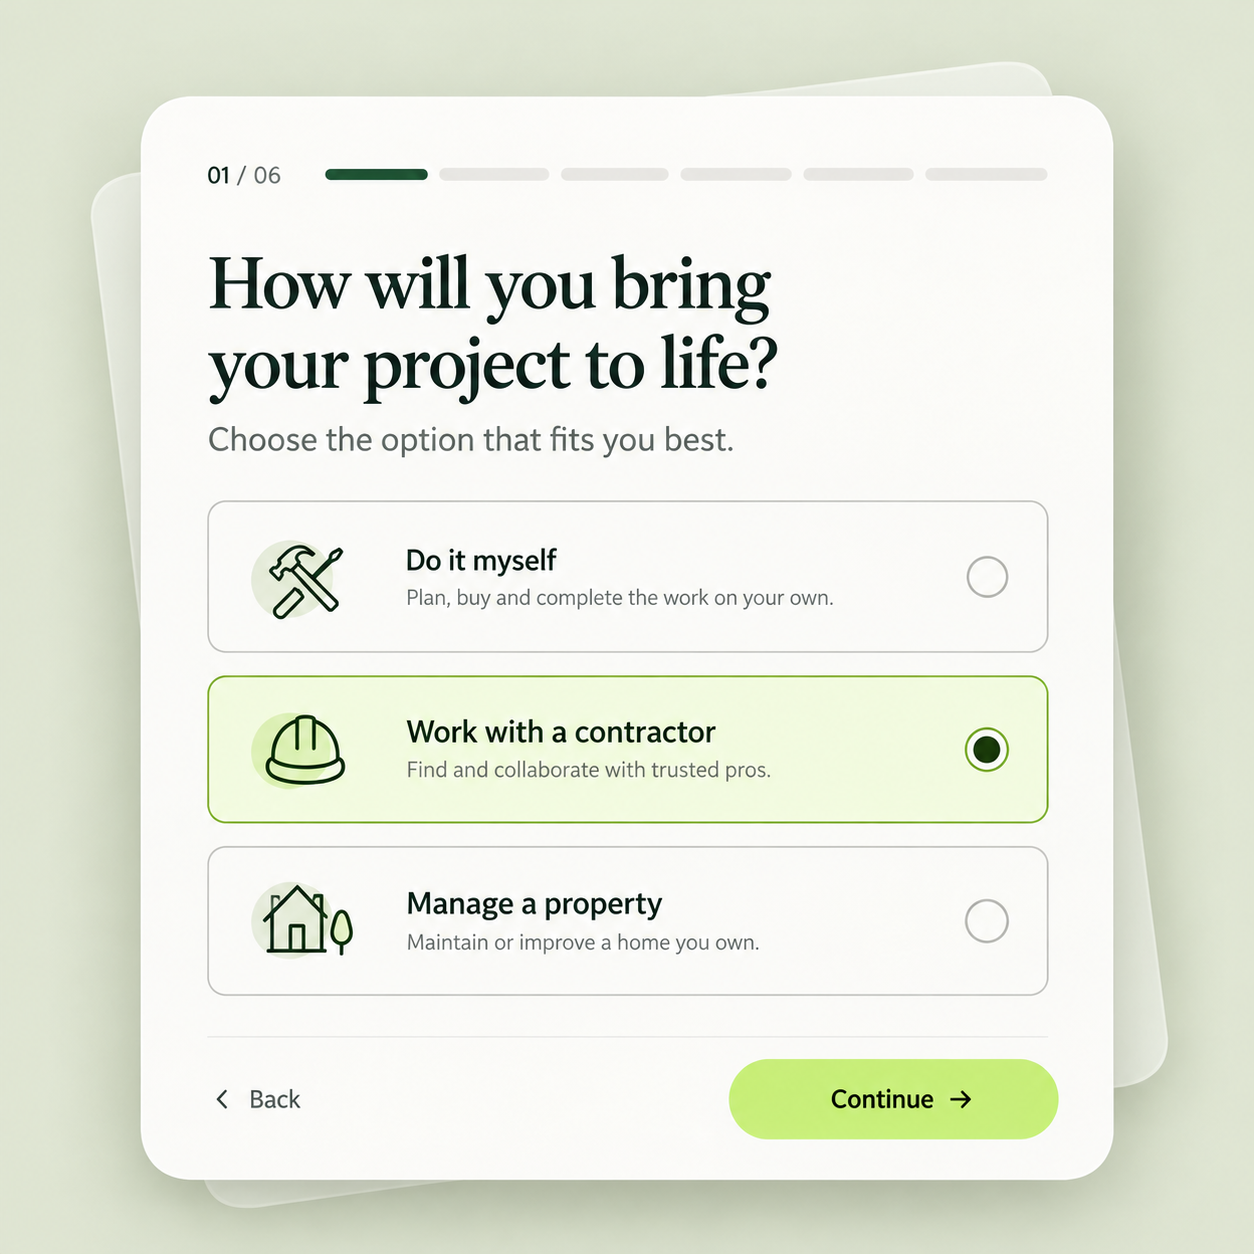 01 / 06
How will you bring
your project to life?
Choose the option that fits you best.
Do it myself
Plan, buy and complete the work on your own.
Work with a contractor
Find and collaborate with trusted pros.
Manage a property
Maintain or improve a home you own.
Back
Continue